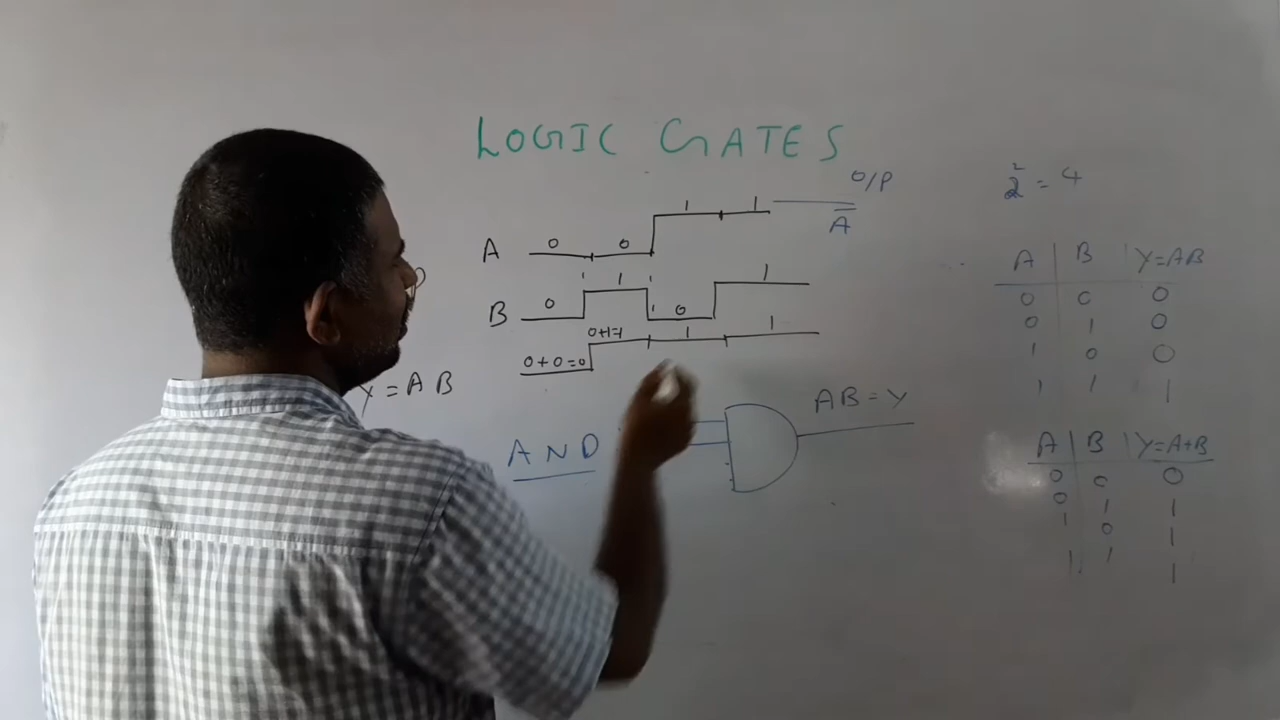 LOGIC GATES
O/P
A 0 0 1 1
A̅
B 0 1 0 1
0+0=0 0+1=1 1 1
Y=AB
AND
AB=Y
2² = 4
A B Y=AB
0 0 0
0 1 0
1 0 0
1 1 1
A B Y=A+B
0 0 0
0 1 1
1 0 1
1 1 1